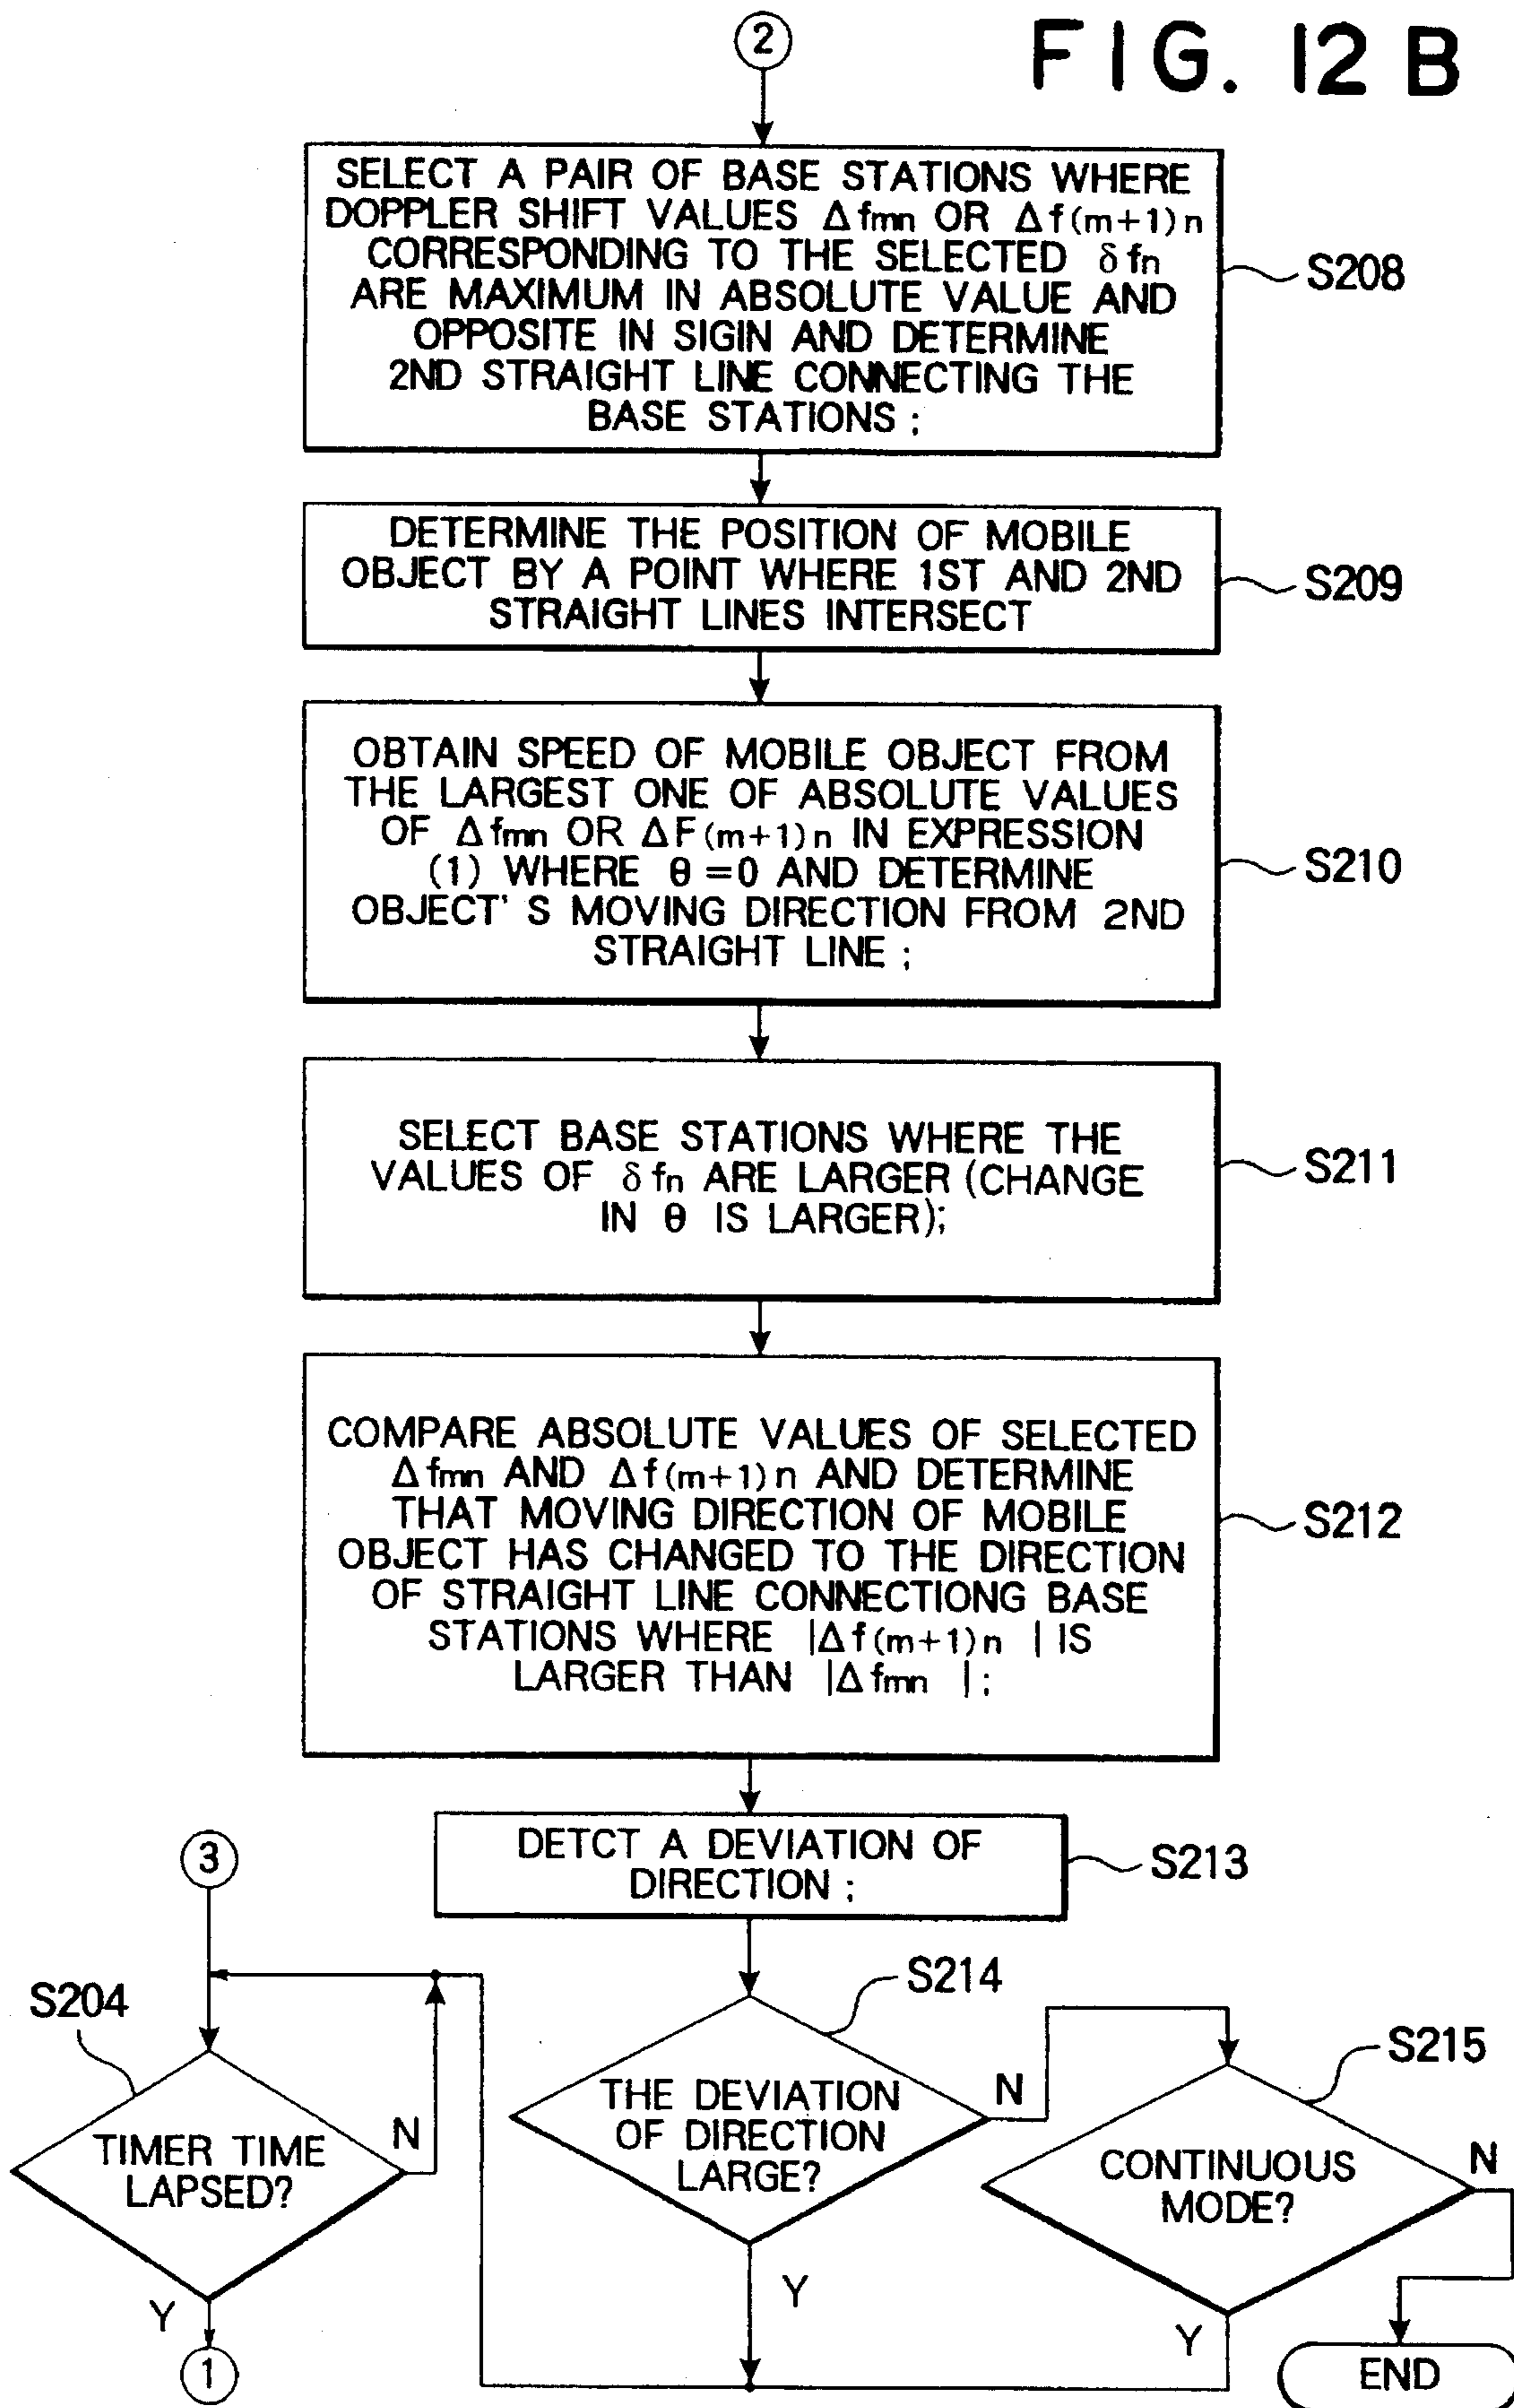 ②
FIG. 12 B
SELECT A PAIR OF BASE STATIONS WHERE
DOPPLER SHIFT VALUES Δfmn OR Δf(m+1)n
CORRESPONDING TO THE SELECTED δfn
ARE MAXIMUM IN ABSOLUTE VALUE AND
OPPOSITE IN SIGIN AND DETERMINE
2ND STRAIGHT LINE CONNECTING THE
BASE STATIONS ;
S208
DETERMINE THE POSITION OF MOBILE
OBJECT BY A POINT WHERE 1ST AND 2ND
STRAIGHT LINES INTERSECT
S209
OBTAIN SPEED OF MOBILE OBJECT FROM
THE LARGEST ONE OF ABSOLUTE VALUES
OF Δfmn OR ΔF(m+1)n IN EXPRESSION
(1) WHERE θ=0 AND DETERMINE
OBJECT'S MOVING DIRECTION FROM 2ND
STRAIGHT LINE ;
S210
SELECT BASE STATIONS WHERE THE
VALUES OF δfn ARE LARGER (CHANGE
IN θ IS LARGER);
S211
COMPARE ABSOLUTE VALUES OF SELECTED
Δfmn AND Δf(m+1)n AND DETERMINE
THAT MOVING DIRECTION OF MOBILE
OBJECT HAS CHANGED TO THE DIRECTION
OF STRAIGHT LINE CONNECTIONG BASE
STATIONS WHERE |Δf(m+1)n | IS
LARGER THAN |Δfmn |;
S212
DETCT A DEVIATION OF
DIRECTION ;
S213
③
S204
TIMER TIME
LAPSED?
N
Y
①
S214
THE DEVIATION
OF DIRECTION
LARGE?
N
Y
S215
CONTINUOUS
MODE?
N
Y
END